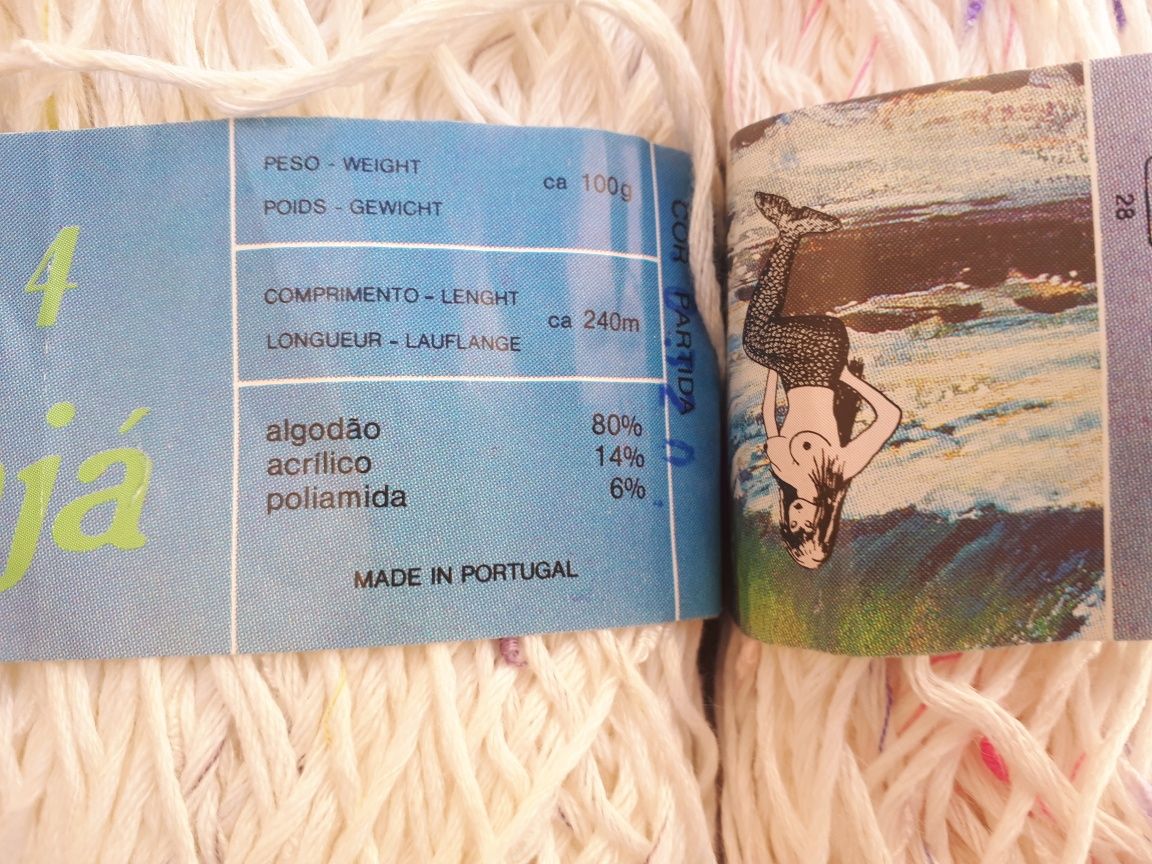 4
já
PESO - WEIGHT
ca 100g
POIDS - GEWICHT
COMPRIMENTO - LENGHT
ca 240m
LONGUEUR - LAUFLANGE
algodão 80%
acrílico 14%
poliamida 6%
MADE IN PORTUGAL
COR PARTIDA
28